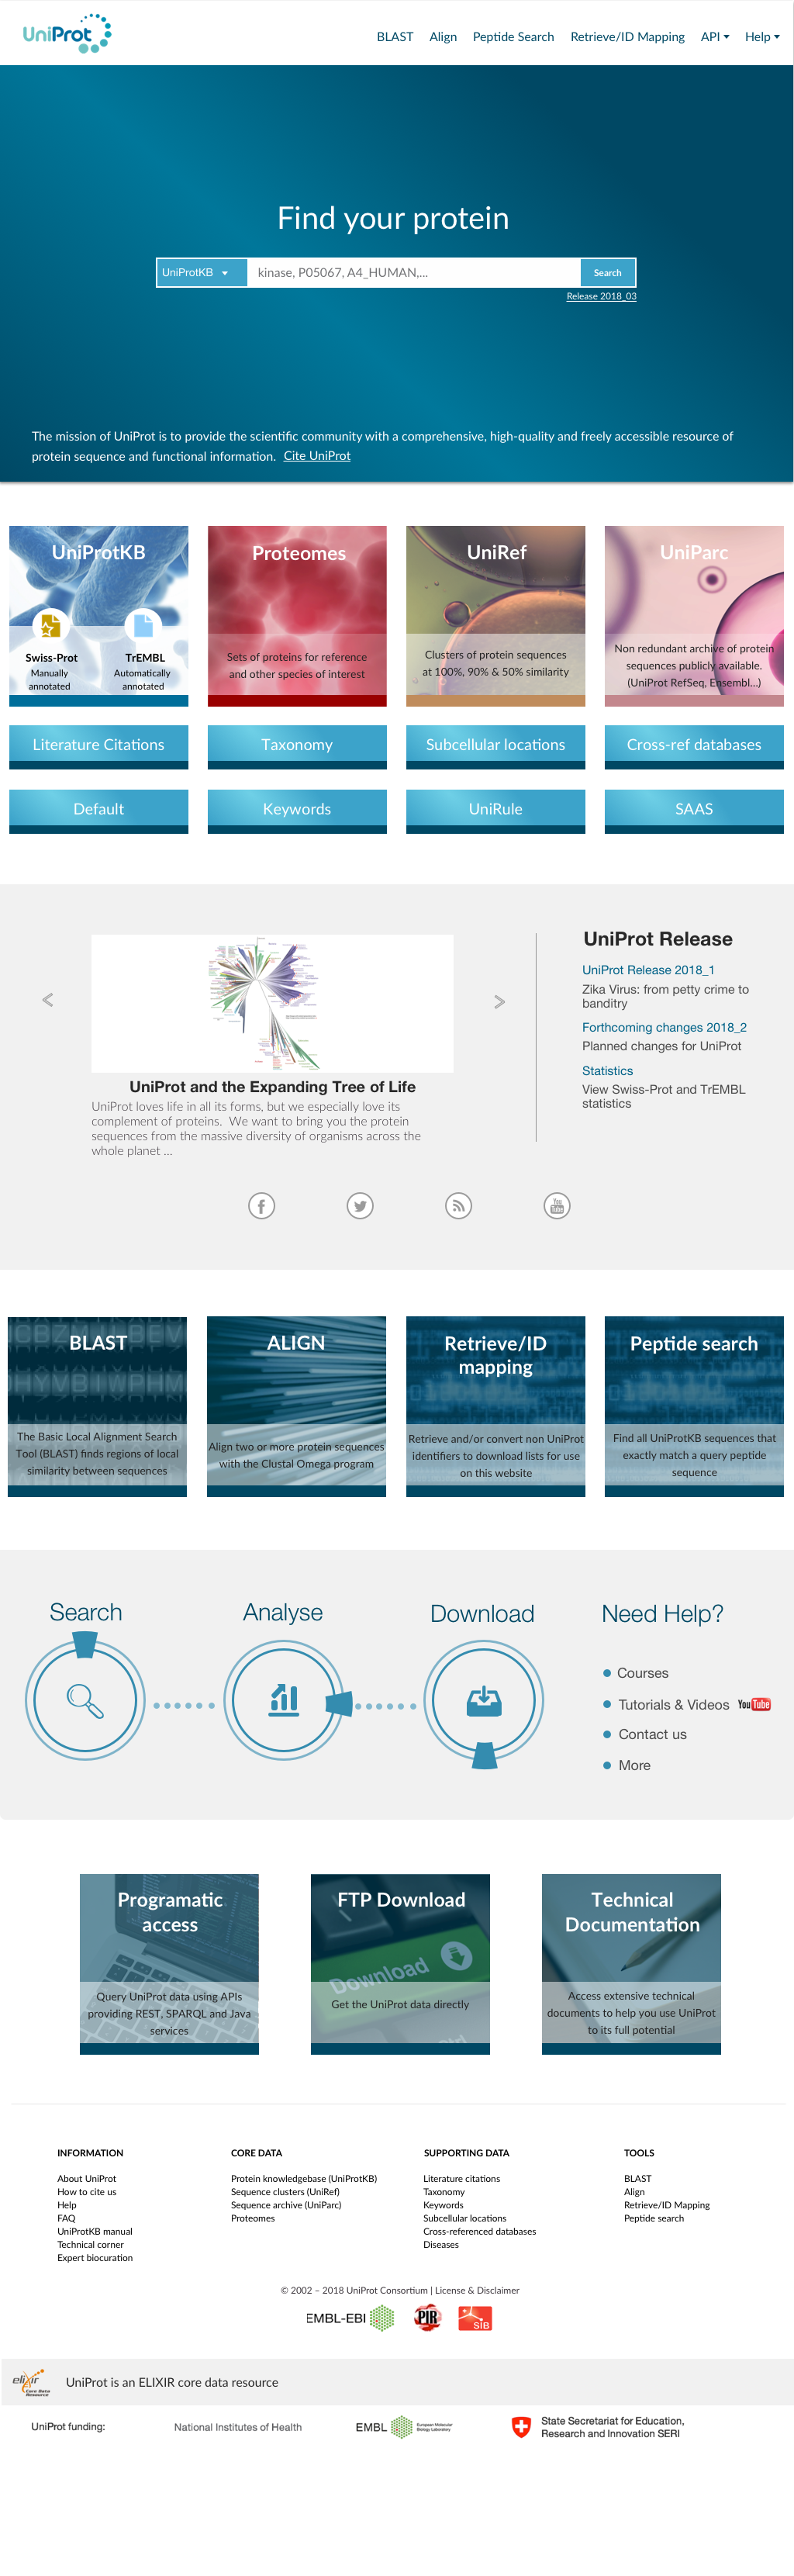 UniProt
BLAST Align Peptide Search Retrieve/ID Mapping API Help
Find your protein
UniProtKB kinase, P05067, A4_HUMAN,... Search
Release 2018_03
The mission of UniProt is to provide the scientific community with a comprehensive, high-quality and freely accessible resource of
protein sequence and functional information. Cite UniProt
UniProtKB
Swiss-Prot
Manually
annotated
TrEMBL
Automatically
annotated
Proteomes
Sets of proteins for reference
and other species of interest
UniRef
Clusters of protein sequences
at 100%, 90% & 50% similarity
UniParc
Non redundant archive of protein
sequences publicly available.
(UniProt RefSeq, Ensembl...)
Literature Citations
Taxonomy
Subcellular locations
Cross-ref databases
Default
Keywords
UniRule
SAAS
< >
UniProt and the Expanding Tree of Life
UniProt loves life in all its forms, but we especially love its
complement of proteins. We want to bring you the protein
sequences from the massive diversity of organisms across the
whole planet ...
UniProt Release
UniProt Release 2018_1
Zika Virus: from petty crime to
banditry
Forthcoming changes 2018_2
Planned changes for UniProt
Statistics
View Swiss-Prot and TrEMBL
statistics
You
Tube
BLAST
The Basic Local Alignment Search
Tool (BLAST) finds regions of local
similarity between sequences
ALIGN
Align two or more protein sequences
with the Clustal Omega program
Retrieve/ID
mapping
Retrieve and/or convert non UniProt
identifiers to download lists for use
on this website
Peptide search
Find all UniProtKB sequences that
exactly match a query peptide
sequence
Search
Analyse
Download
Need Help?
Courses
Tutorials & Videos YouTube
Contact us
More
Programatic
access
Query UniProt data using APIs
providing REST, SPARQL and Java
services
FTP Download
Download
Ctrl
Get the UniProt data directly
Technical
Documentation
Access extensive technical
documents to help you use UniProt
to its full potential
INFORMATION
About UniProt
How to cite us
Help
FAQ
UniProtKB manual
Technical corner
Expert biocuration
CORE DATA
Protein knowledgebase (UniProtKB)
Sequence clusters (UniRef)
Sequence archive (UniParc)
Proteomes
SUPPORTING DATA
Literature citations
Taxonomy
Keywords
Subcellular locations
Cross-referenced databases
Diseases
TOOLS
BLAST
Align
Retrieve/ID Mapping
Peptide search
© 2002 – 2018 UniProt Consortium | License & Disclaimer
EMBL-EBI PIR SIB
elixir
Core Data
Resource
UniProt is an ELIXIR core data resource
UniProt funding:
National Institutes of Health
EMBL
European Molecular
Biology Laboratory
State Secretariat for Education,
Research and Innovation SERI